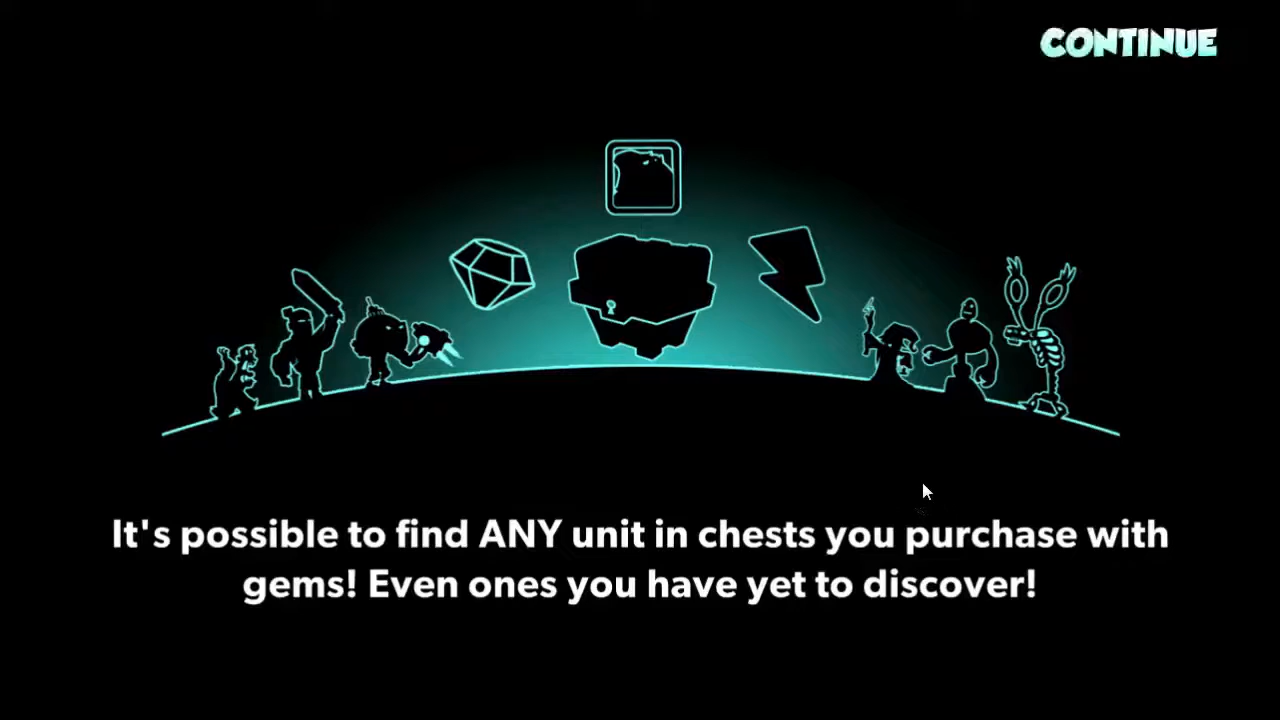 CONTINUE
It's possible to find ANY unit in chests you purchase with
gems! Even ones you have yet to discover!